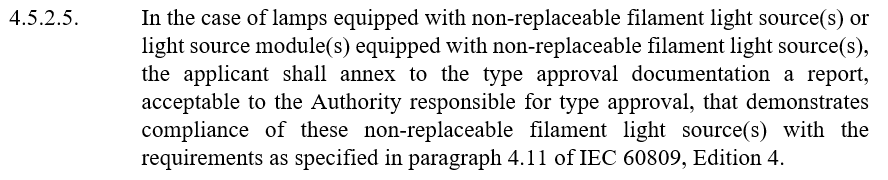 4.5.2.5. In the case of lamps equipped with non-replaceable filament light source(s) or
light source module(s) equipped with non-replaceable filament light source(s),
the applicant shall annex to the type approval documentation a report,
acceptable to the Authority responsible for type approval, that demonstrates
compliance of these non-replaceable filament light source(s) with the
requirements as specified in paragraph 4.11 of IEC 60809, Edition 4.